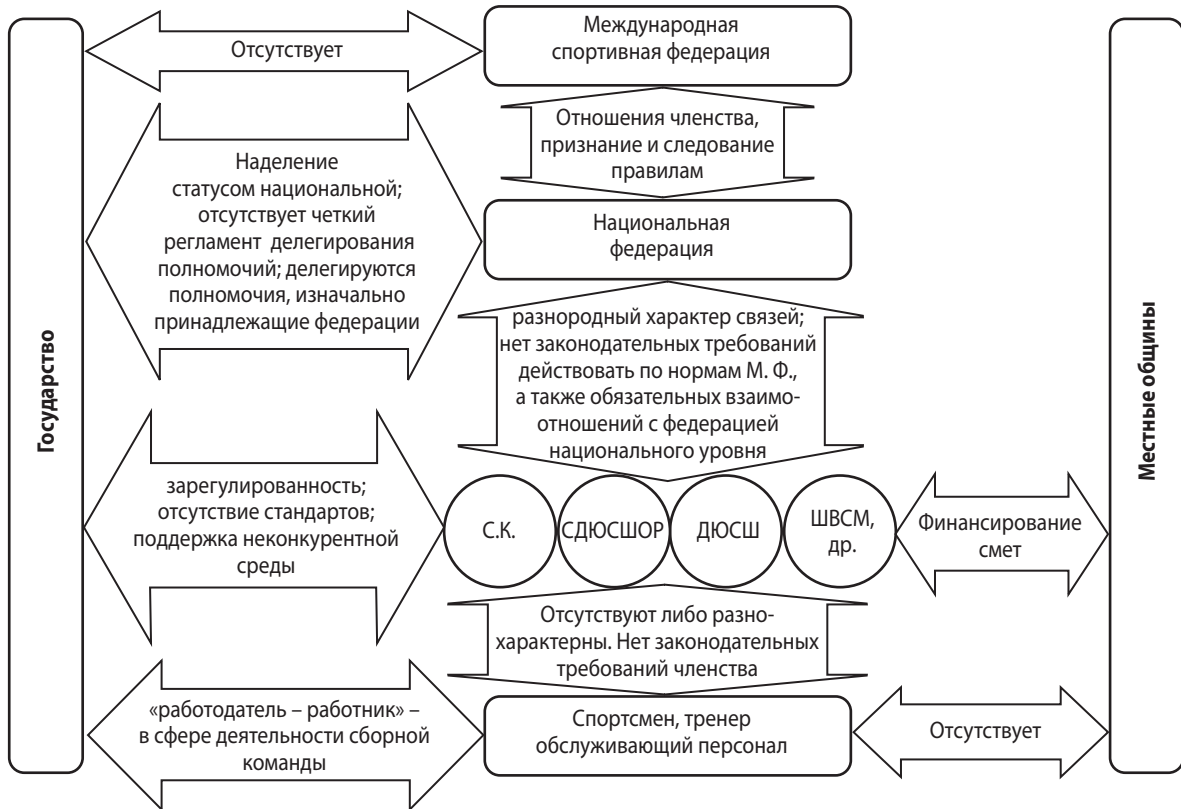 Государство
Отсутствует
Международная
спортивная федерация
Отношения членства,
признание и следование
правилам
Наделение
статусом национальной;
отсутствует четкий
регламент делегирования
полномочий; делегируются
полномочия, изначально
принадлежащие федерации
Национальная
федерация
разнородный характер связей;
нет законодательных требований
действовать по нормам М. Ф.,
а также обязательных взаимо-
отношений с федерацией
национального уровня
зарегулированность;
отсутствие стандартов;
поддержка неконкурентной
среды
С.К.
СДЮСШОР
ДЮСШ
ШВСМ,
др.
Финансирование
смет
Отсутствуют либо разно-
характерны. Нет законодательных
требований членства
«работодатель – работник» –
в сфере деятельности сборной
команды
Спортсмен, тренер
обслуживающий персонал
Отсутствует
Местные общины